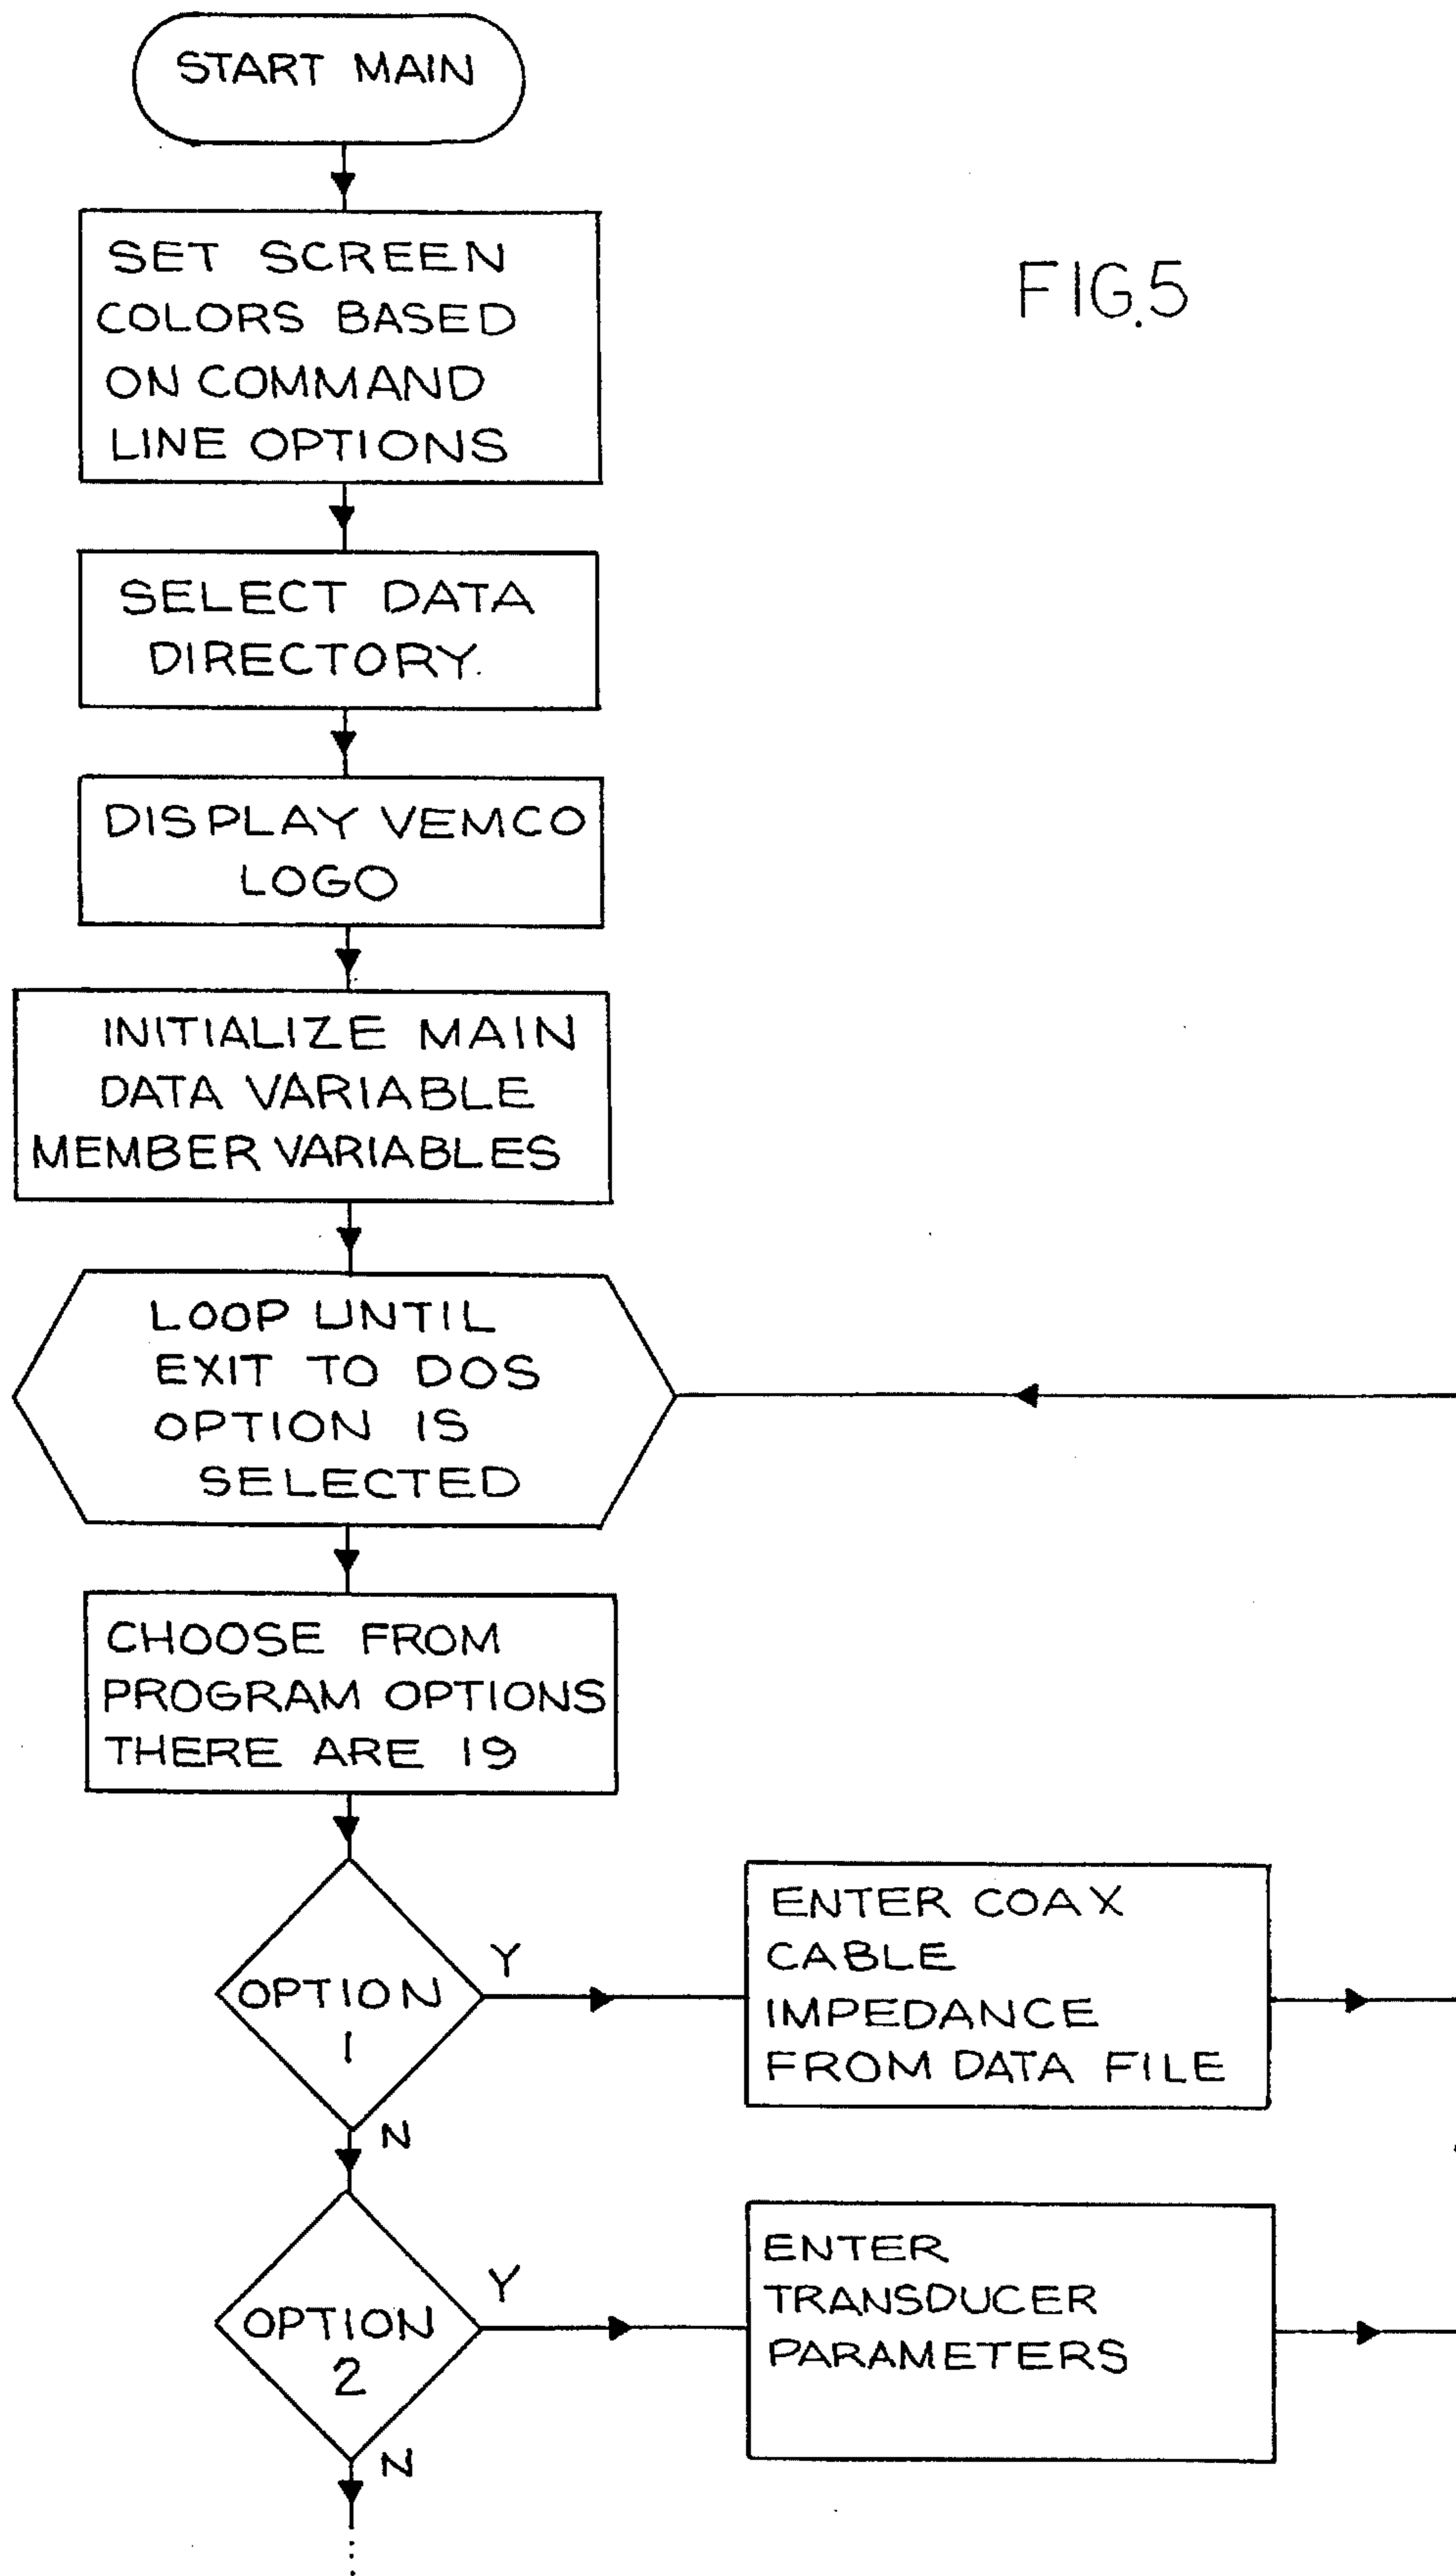 START MAIN
FIG.5
SET SCREEN
COLORS BASED
ON COMMAND
LINE OPTIONS
SELECT DATA
DIRECTORY.
DISPLAY VEMCO
LOGO
INITIALIZE MAIN
DATA VARIABLE
MEMBER VARIABLES
LOOP UNTIL
EXIT TO DOS
OPTION IS
SELECTED
CHOOSE FROM
PROGRAM OPTIONS
THERE ARE 19
OPTION
1
Y
ENTER COAX
CABLE
IMPEDANCE
FROM DATA FILE
N
OPTION
2
Y
ENTER
TRANSDUCER
PARAMETERS
N